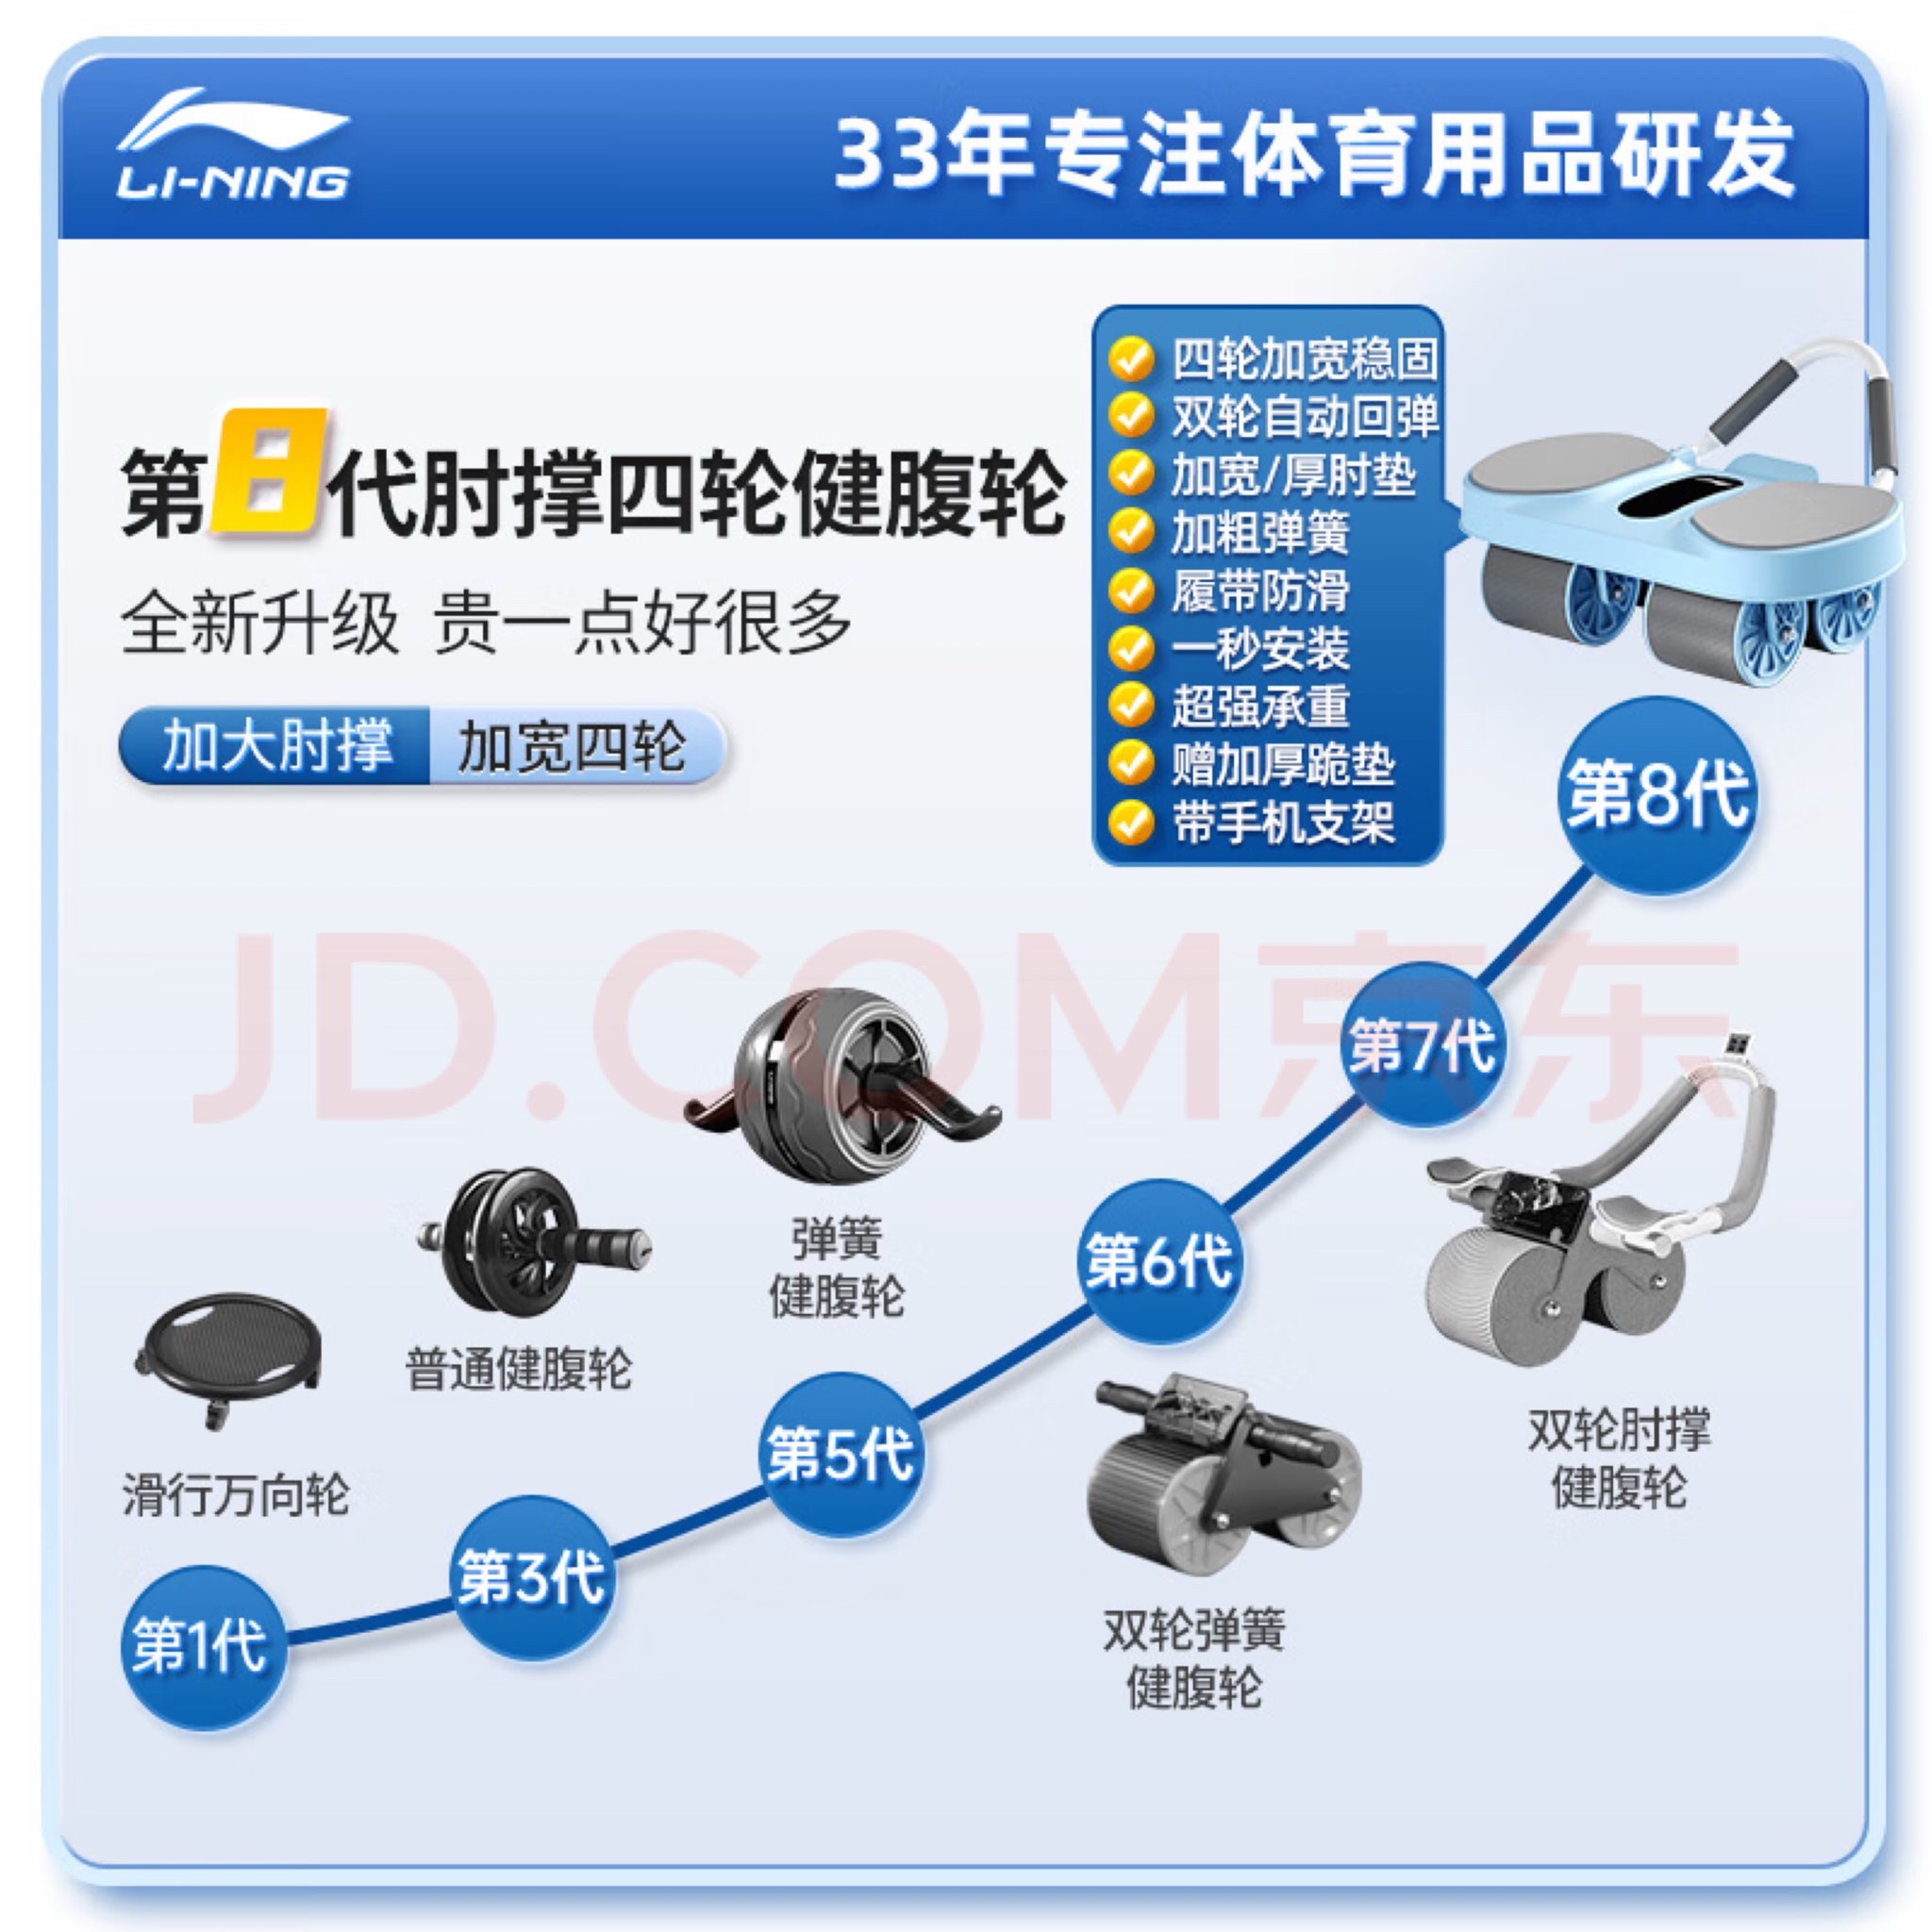 LI-NING
33年专注体育用品研发
第8代肘撑四轮健腹轮
全新升级 贵一点好很多
加大肘撑 加宽四轮
四轮加宽稳固
双轮自动回弹
加宽/厚肘垫
加粗弹簧
履带防滑
一秒安装
超强承重
赠加厚跪垫
带手机支架
第8代
JD.COM京东
第7代
弹簧
健腹轮
第6代
普通健腹轮
双轮肘撑
健腹轮
第5代
滑行万向轮
第3代
双轮弹簧
健腹轮
第1代